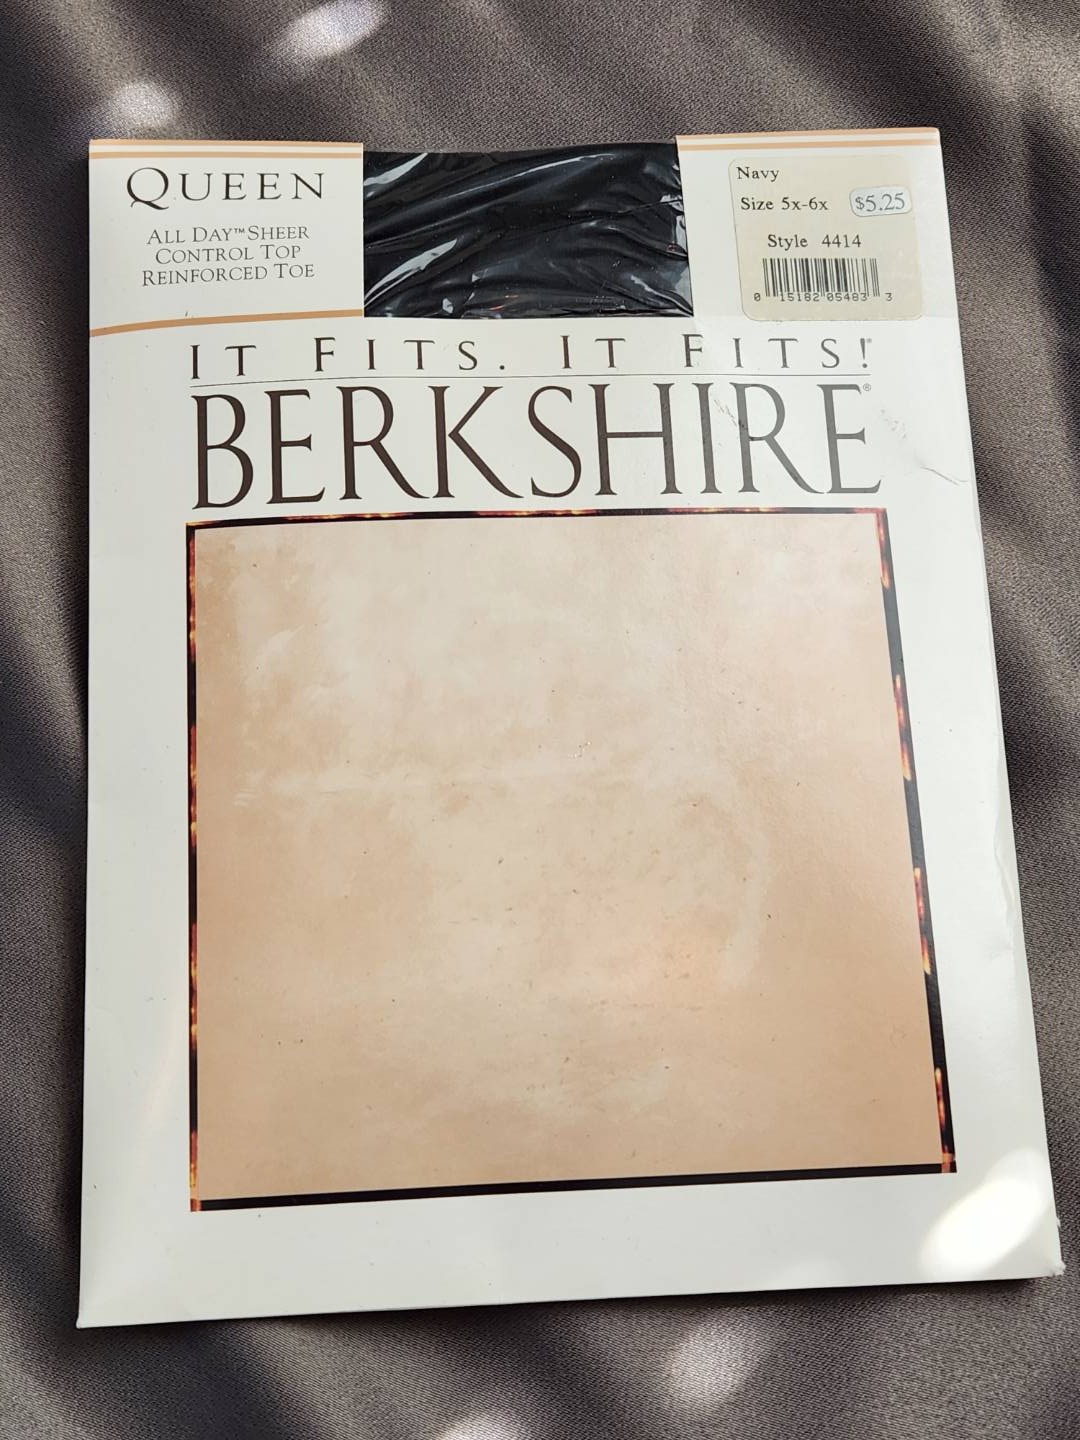 QUEEN
ALL DAY™ SHEER
CONTROL TOP
REINFORCED TOE
Navy
Size 5x-6x $5.25
Style 4414
0 15182 05483 3
IT FITS. IT FITS!®
BERKSHIRE®